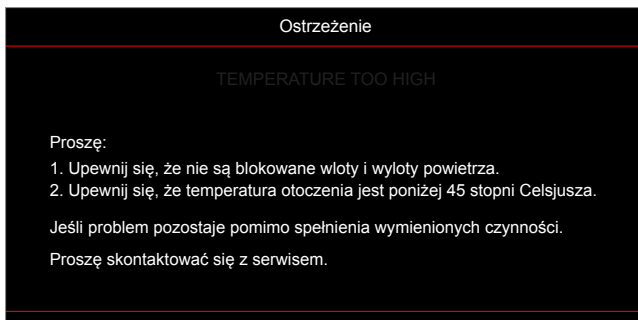 Ostrzeżenie
TEMPERATURE TOO HIGH
Proszę:
1. Upewnij się, że nie są blokowane wloty i wyloty powietrza.
2. Upewnij się, że temperatura otoczenia jest poniżej 45 stopni Celsjusza.
Jeśli problem pozostaje pomimo spełnienia wymienionych czynności.
Proszę skontaktować się z serwisem.